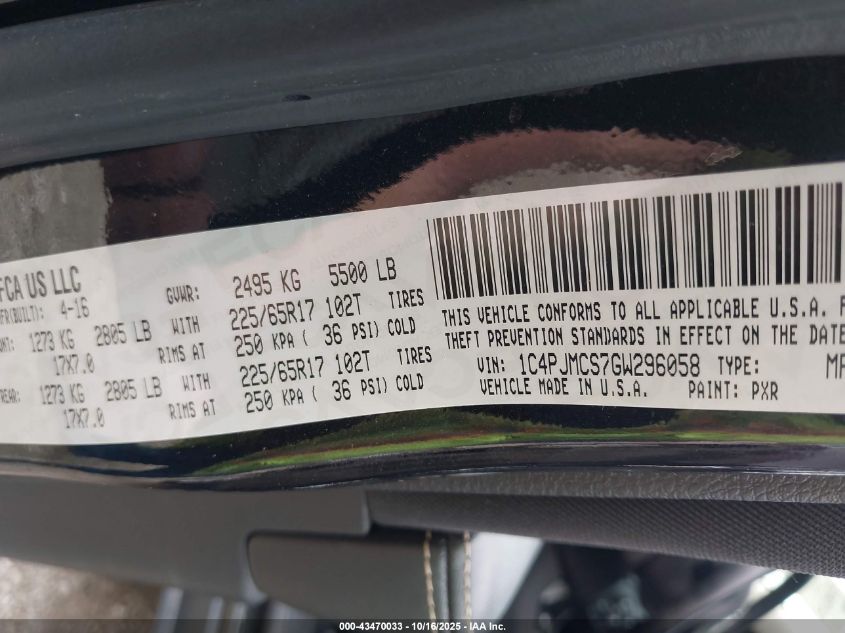 FCA US LLC
MFR(BUILT): 4-16
GVWR: 2495 KG 5500 LB
FRNT: 1273 KG 2805 LB WITH 225/65R17 102T TIRES
17X7.0 RIMS AT 250 KPA ( 36 PSI) COLD
REAR: 1273 KG 2805 LB WITH 225/65R17 102T TIRES
17X7.0 RIMS AT 250 KPA ( 36 PSI) COLD
THIS VEHICLE CONFORMS TO ALL APPLICABLE U.S.A. F
THEFT PREVENTION STANDARDS IN EFFECT ON THE DATE
VIN: 1C4PJMCS7GW296058 TYPE: MP
VEHICLE MADE IN U.S.A. PAINT: PXR
000-43470033 - 10/16/2025 - IAA Inc.